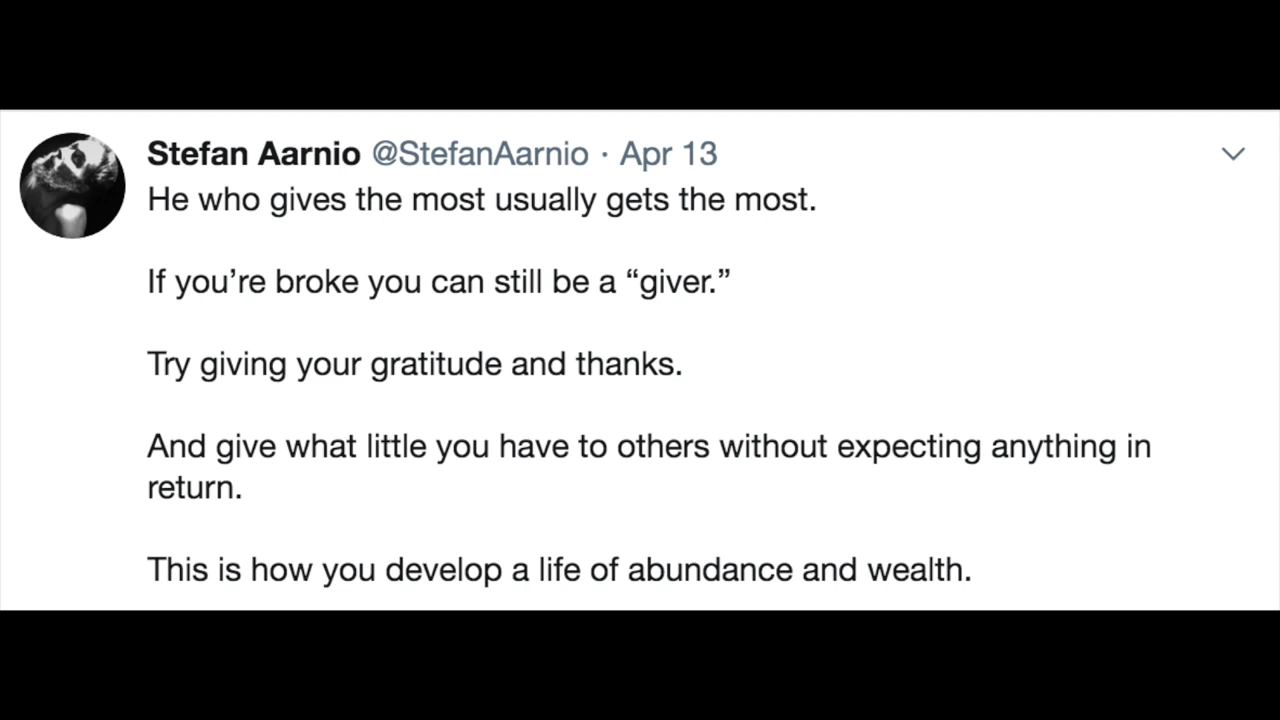 Stefan Aarnio @StefanAarnio · Apr 13
He who gives the most usually gets the most.
If you’re broke you can still be a “giver.”
Try giving your gratitude and thanks.
And give what little you have to others without expecting anything in
return.
This is how you develop a life of abundance and wealth.